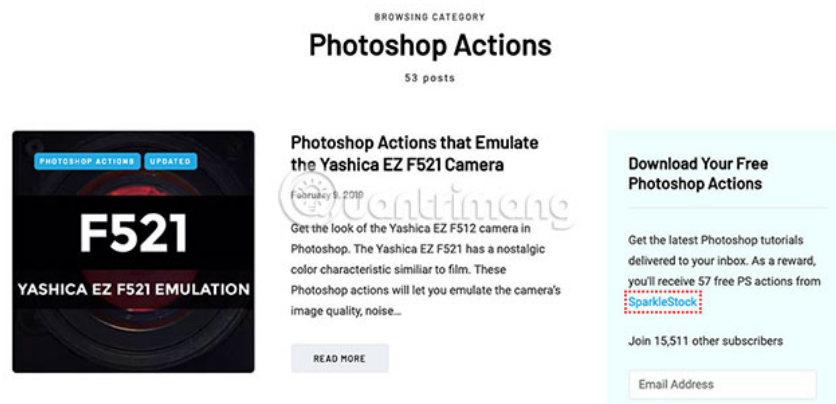 BROWSING CATEGORY
Photoshop Actions
53 posts
PHOTOSHOP ACTIONS UPDATED
F521
YASHICA EZ F521 EMULATION
Photoshop Actions that Emulate
the Yashica EZ F521 Camera
February 9, 2019
Quantrimang
Get the look of the Yashica EZ F512 camera in
Photoshop. The Yashica EZ F521 has a nostalgic
color characteristic similiar to film. These
Photoshop actions will let you emulate the camera's
image quality, noise...
READ MORE
Download Your Free
Photoshop Actions
Get the latest Photoshop tutorials
delivered to your inbox. As a reward,
you'll receive 57 free PS actions from
SparkleStock
Join 15,511 other subscribers
Email Address